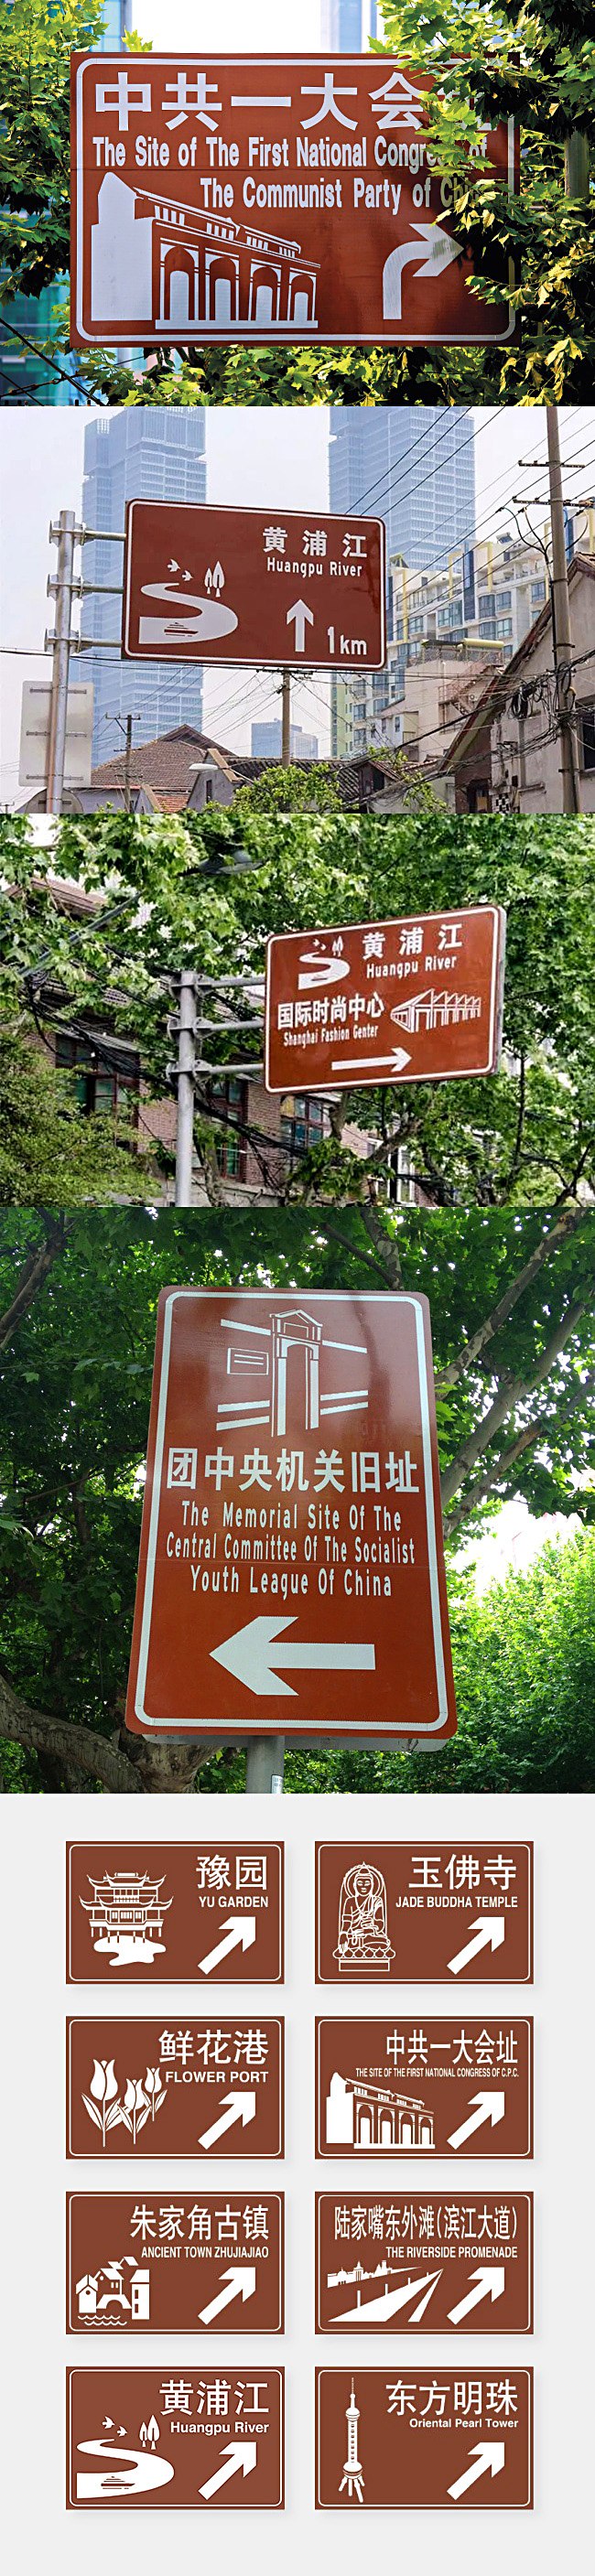 中共一大会址
The Site of The First National Congress of
The Communist Party of China
黄浦江
Huangpu River
1km
黄浦江
Huangpu River
国际时尚中心
Shanghai Fashion Center
团中央机关旧址
The Memorial Site Of The
Central Committee Of The Socialist
Youth League Of China
豫园
YU GARDEN
玉佛寺
JADE BUDDHA TEMPLE
鲜花港
FLOWER PORT
中共一大会址
THE SITE OF THE FIRST NATIONAL CONGRESS OF C.P.C.
朱家角古镇
ANCIENT TOWN ZHUJIAJIAO
陆家嘴东外滩(滨江大道)
THE RIVERSIDE PROMENADE
黄浦江
Huangpu River
东方明珠
Oriental Pearl Tower